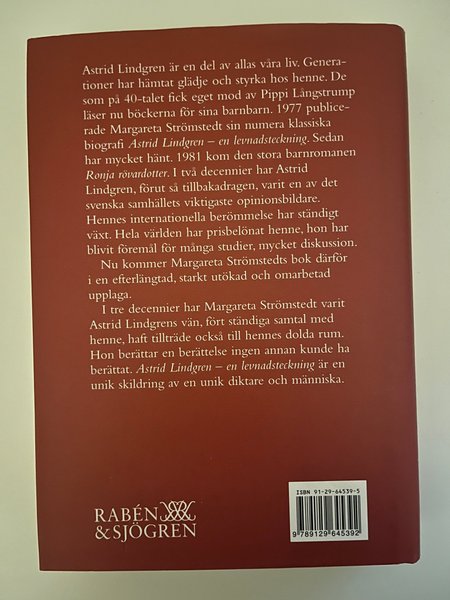 Astrid Lindgren är en del av allas våra liv. Genera-
tioner har hämtat glädje och styrka hos henne. De
som på 40-talet fick eget mod av Pippi Långstrump
läser nu böckerna för sina barnbarn. 1977 publice-
rade Margareta Strömstedt sin numera klassiska
biografi Astrid Lindgren – en levnadsteckning. Sedan
har mycket hänt. 1981 kom den stora barnromanen
Ronja rövardotter. I två decennier har Astrid
Lindgren, förut så tillbakadragen, varit en av det
svenska samhällets viktigaste opinionsbildare.
Hennes internationella berömmelse har ständigt
växt. Hela världen har prisbelönat henne, hon har
blivit föremål för många studier, mycket diskussion.
Nu kommer Margareta Strömstedts bok därför
i en efterlängtad, starkt utökad och omarbetad
upplaga.
I tre decennier har Margareta Strömstedt varit
Astrid Lindgrens vän, fört ständiga samtal med
henne, haft tillträde också till hennes dolda rum.
Hon berättar en berättelse ingen annan kunde ha
berättat. Astrid Lindgren – en levnadsteckning är en
unik skildring av en unik diktare och människa.
ISBN 91-29-64539-5
9 789129 645392
RABÉN
& SJÖGREN